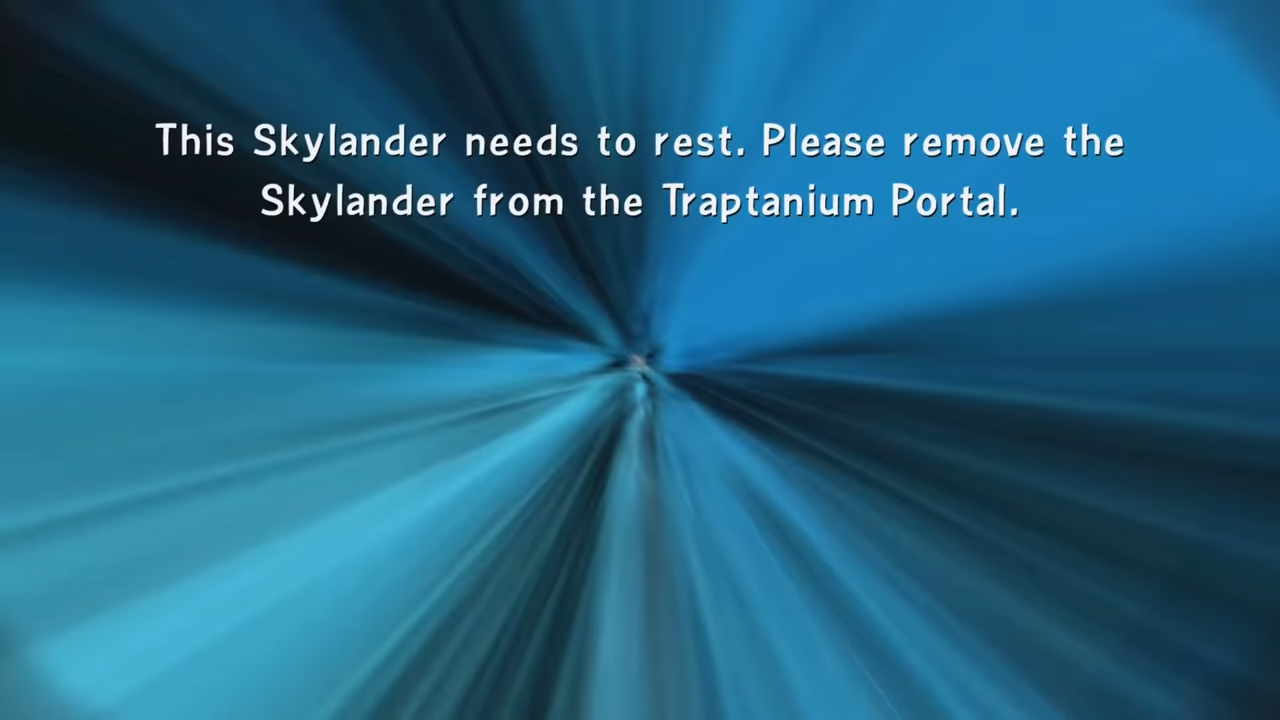 This Skylander needs to rest. Please remove the
Skylander from the Traptanium Portal.